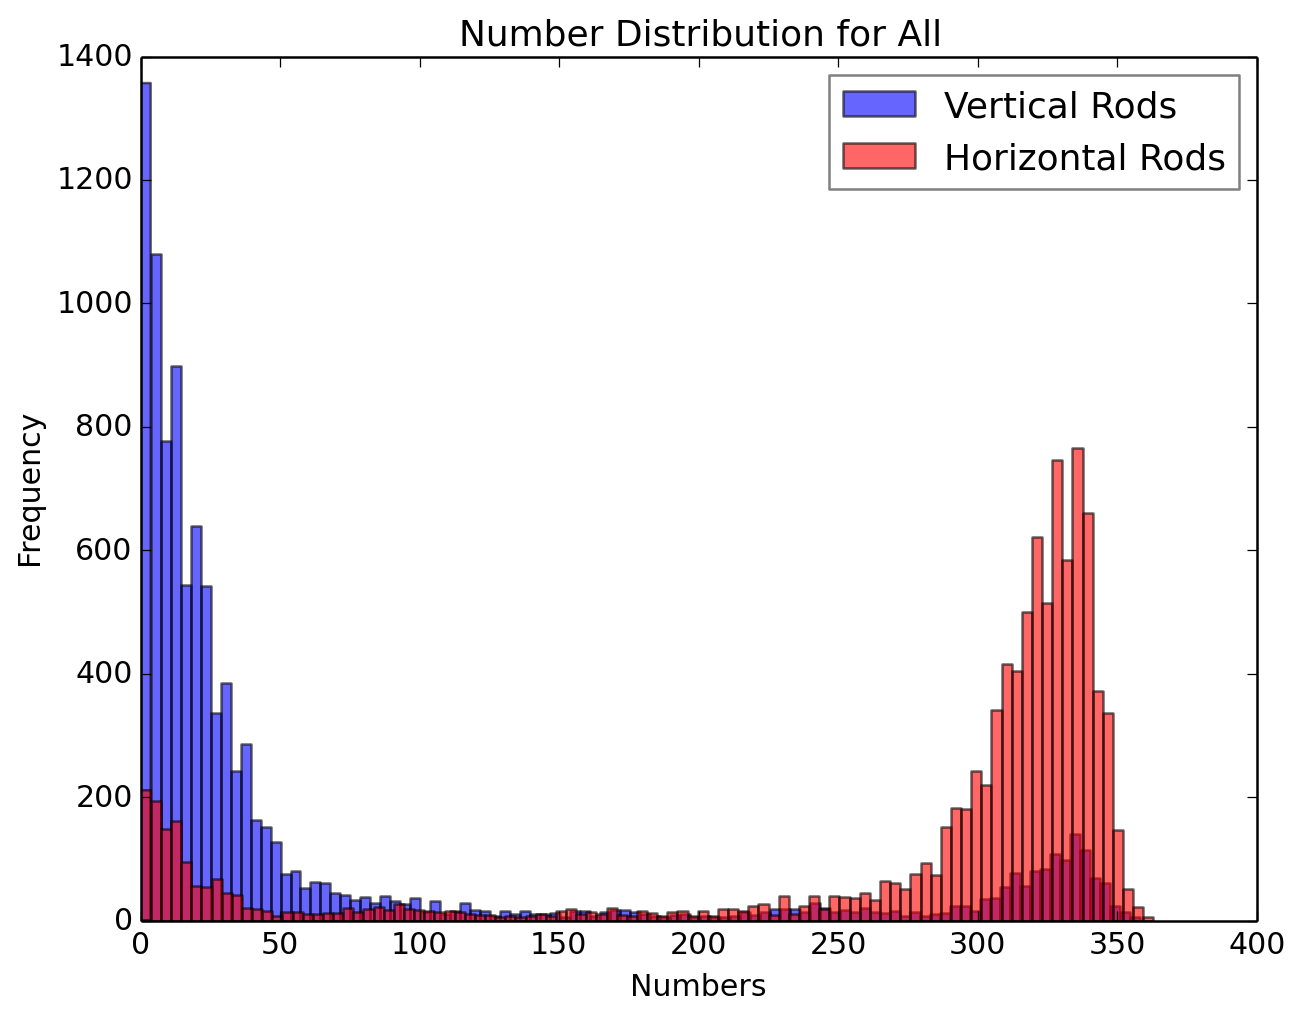 Number Distribution for All
1400
1200
1000
800
600
400
200
0
Frequency
Vertical Rods
Horizontal Rods
0 50 100 150 200 250 300 350 400
Numbers